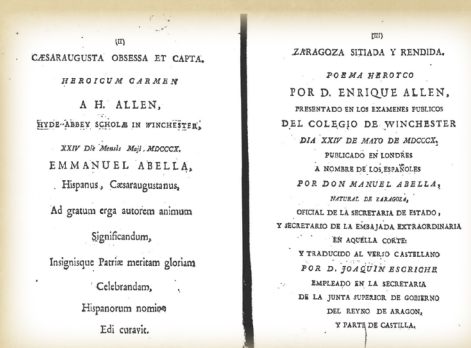 (II)
CÆSARAUGUSTA OBSESSA ET CAPTA.
HEROICUM CARMEN
A H. ALLEN,
HYDE-ABBEY SCHOLÆ IN WINCHESTER,
XXIV Die Mensis Maji, MDCCCX.
EMMANUEL ABELLA,
Hispanus, Cæsaraugustanus,
Ad gratum erga autorem animum
Significandum,
Insignisque Patriæ meritam gloriam
Celebrandam,
Hispanorum nomine
Edi curavit.
(III)
ZARAGOZA SITIADA Y RENDIDA.
POEMA HEROYCO
POR D. ENRIQUE ALLEN,
PRESENTADO EN LOS EXAMENES PUBLICOS
DEL COLEGIO DE WINCHESTER
DIA XXIV DE MAYO DE MDCCCX,
PUBLICADO EN LONDRES
A NOMBRE DE LOS ESPAÑOLES
POR DON MANUEL ABELLA,
NATURAL DE ZARAGOZA,
OFICIAL DE LA SECRETARIA DE ESTADO,
Y SECRETARIO DE LA EMBAJADA EXTRAORDINARIA
EN AQUELLA CORTE:
Y TRADUCIDO AL VERSO CASTELLANO
POR D. JOAQUIN ESCRICHE
EMPLEADO EN LA SECRETARIA
DE LA JUNTA SUPERIOR DE GOBIERNO
DEL REYNO DE ARAGON,
Y PARTE DE CASTILLA.